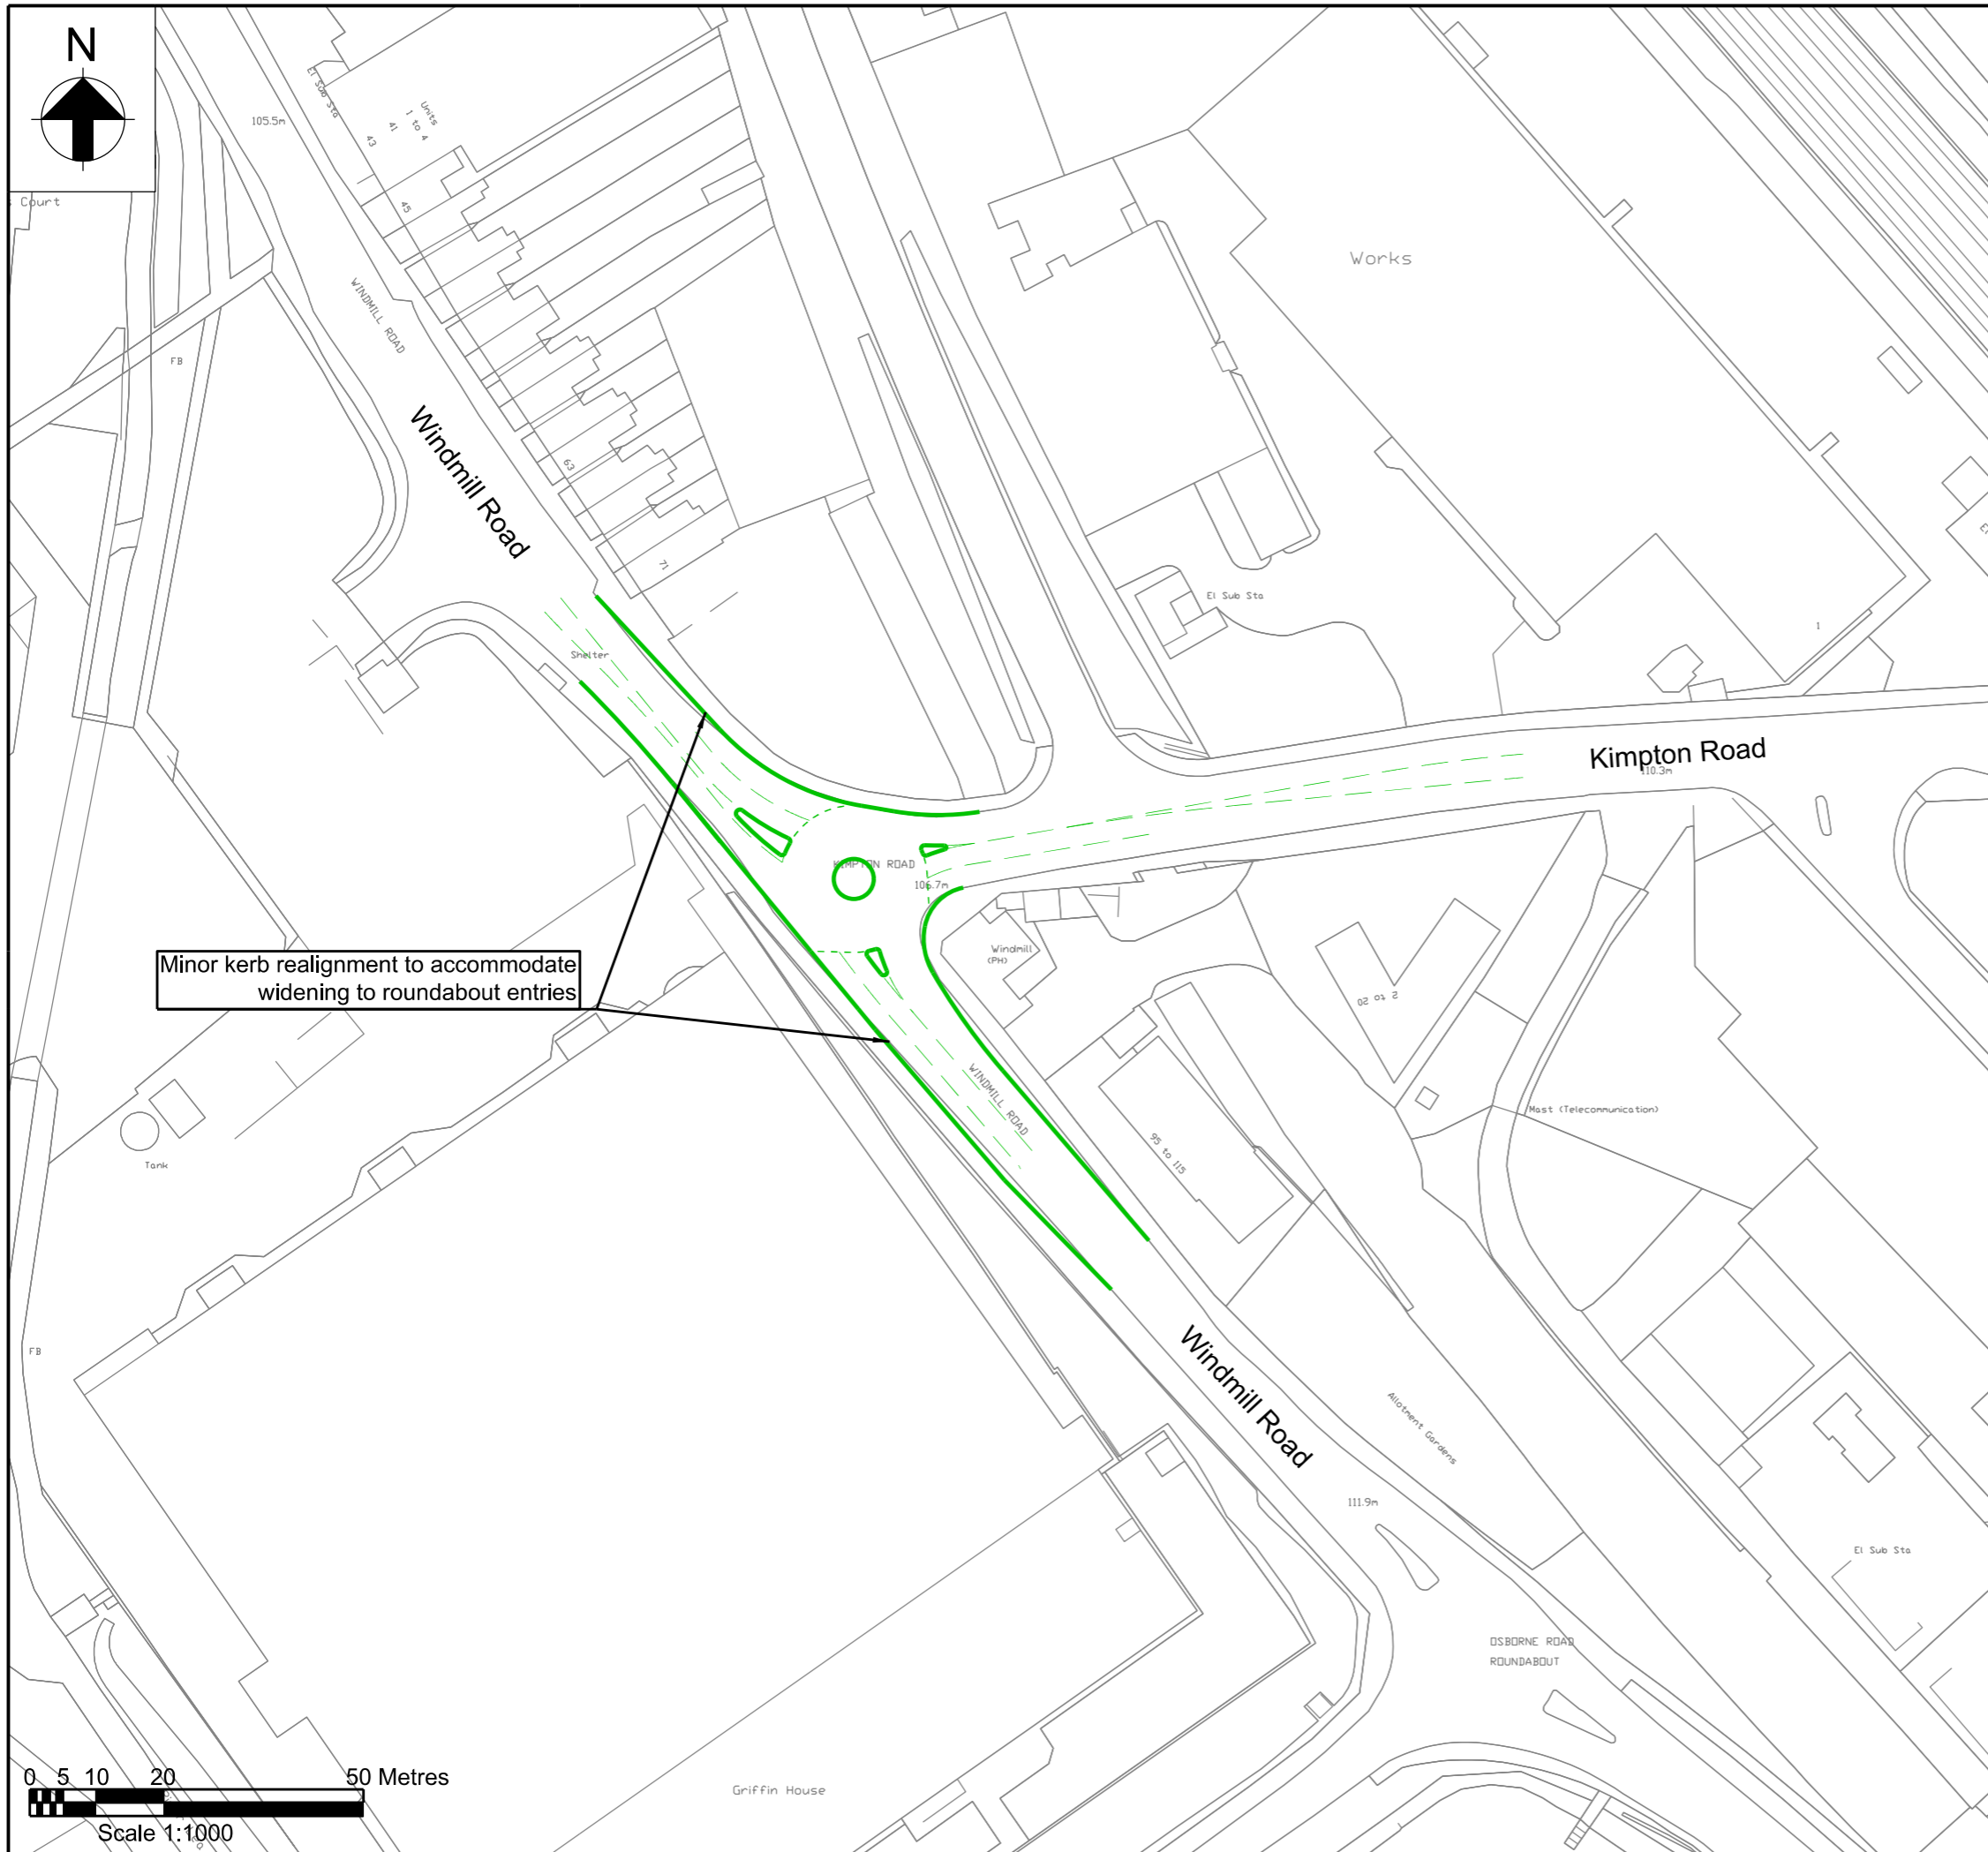 N
El Sub Sta
Units
1 to 4
41
43
45
105.5m
Court
Works
WINDMILL ROAD
FB
Windmill Road
63
71
El Sub Sta
1
Shelter
Kimpton Road
110.3m
KIMPTON ROAD
106.7m
Windmill
(PH)
Minor kerb realignment to accommodate
widening to roundabout entries
2 to 20
WINDMILL ROAD
Mast (Telecommunication)
95 to 115
Tank
FB
Windmill Road
Allotment Gardens
111.9m
El Sub Sta
OSBORNE ROAD
ROUNDABOUT
Griffin House
0 5 10 20 50 Metres
Scale 1:1000